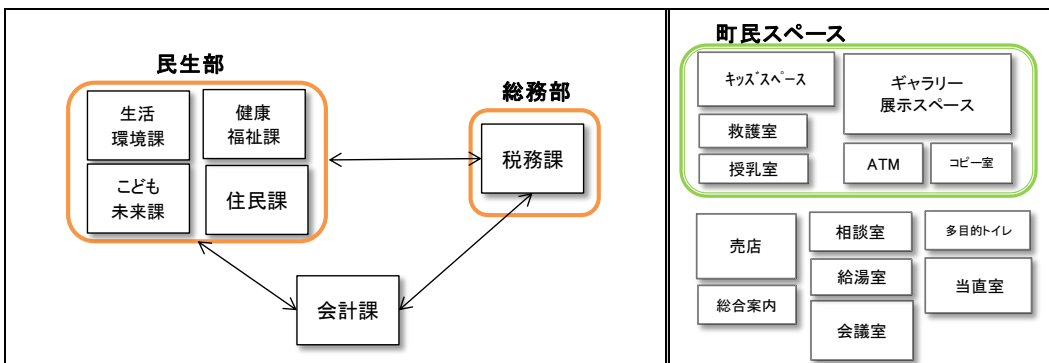 民生部
生活
環境課
健康
福祉課
こども
未来課
住民課
総務部
税務課
会計課
町民スペース
ｷｯｽﾞｽﾍﾟｰｽ
ギャラリー
展示スペース
救護室
授乳室
ATM
コピー室
売店
相談室
多目的トイレ
給湯室
当直室
総合案内
会議室